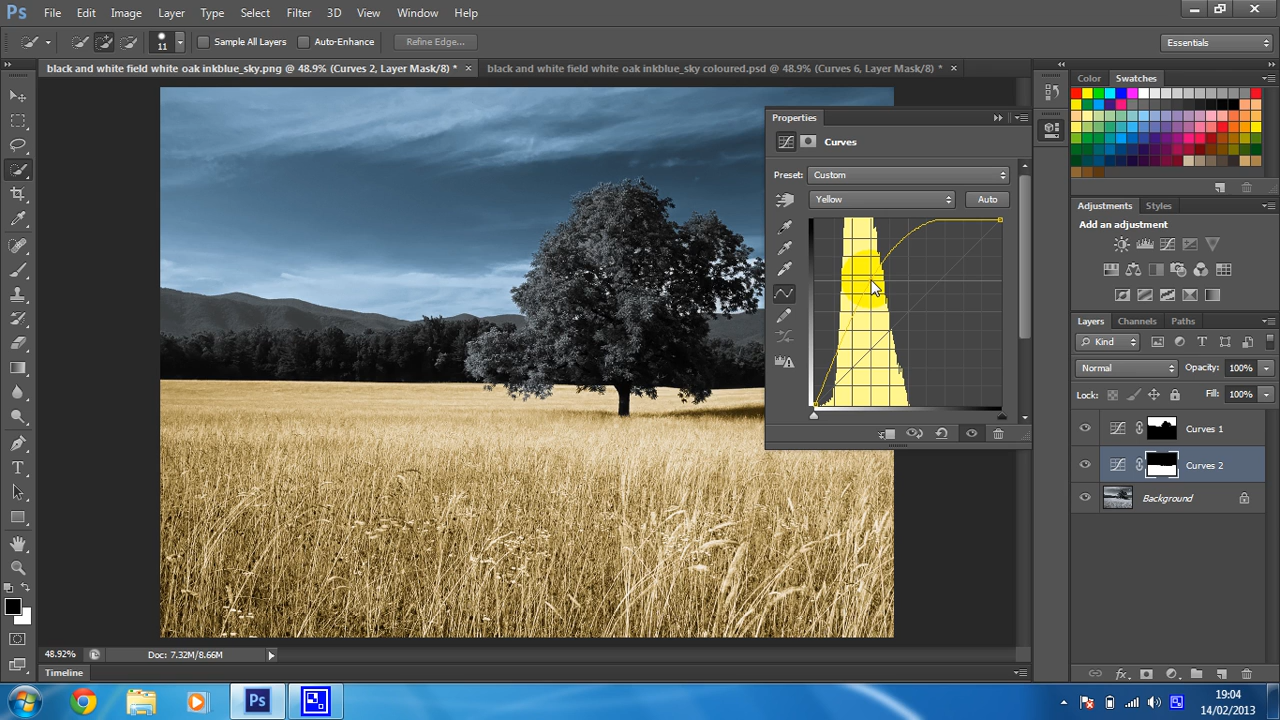 Ps File Edit Image Layer Type Select Filter 3D View Window Help
11 Sample All Layers Auto-Enhance Refine Edge... Essentials
black and white field white oak inkblue_sky.png @ 48.9% (Curves 2, Layer Mask/8) * black and white field white oak inkblue_sky coloured.psd @ 48.9% (Curves 6, Layer Mask/8) *
Color Swatches
Properties
Curves
Preset: Custom
Yellow Auto
Adjustments Styles
Add an adjustment
Layers Channels Paths
Kind
Normal Opacity: 100%
Lock: Fill: 100%
Curves 1
Curves 2
Background
48.92% Doc: 7.32M/8.66M
Timeline
Ps
19:04
14/02/2013